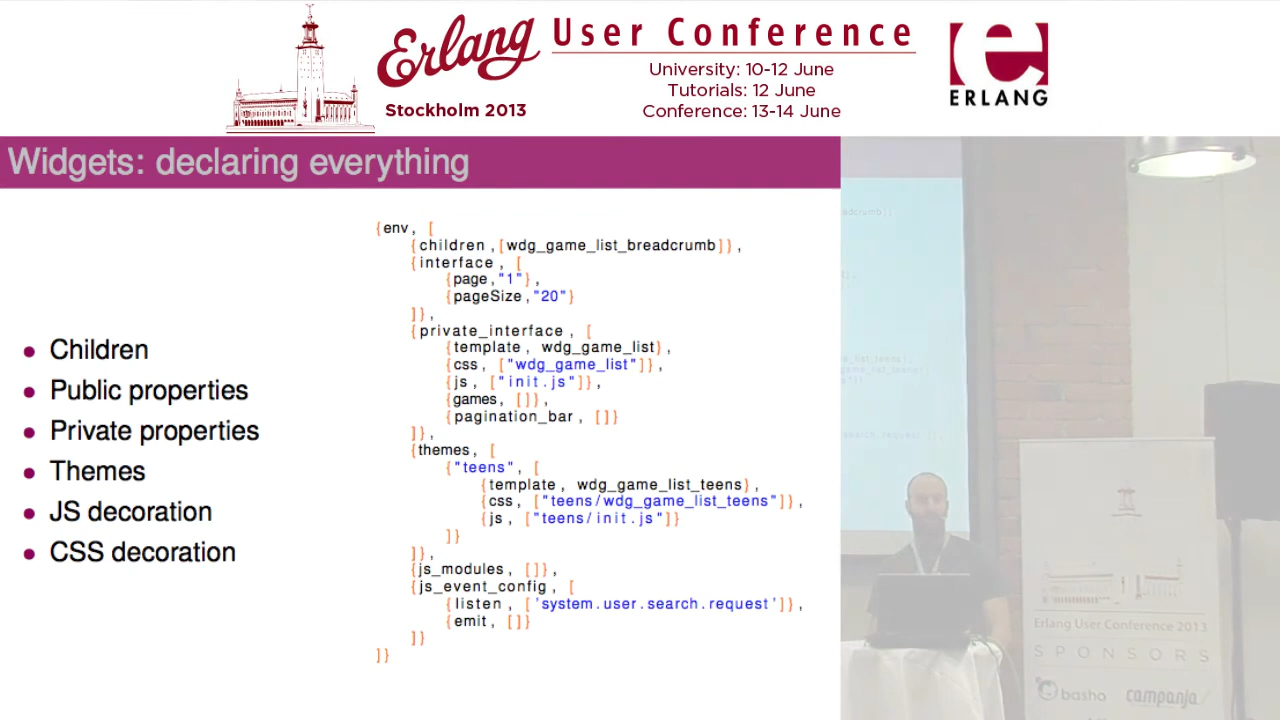 Erlang User Conference
University: 10-12 June
Tutorials: 12 June
Stockholm 2013
Conference: 13-14 June
ERLANG
Widgets: declaring everything
• Children
• Public properties
• Private properties
• Themes
• JS decoration
• CSS decoration
{env, [
{children,[wdg_game_list_breadcrumb]},
{interface, [
{page,"1"},
{pageSize,"20"}
]},
{private_interface, [
{template, wdg_game_list},
{css, ["wdg_game_list"]},
{js, ["init.js"]},
{games, []},
{pagination_bar, []}
]},
{themes, [
{"teens", [
{template, wdg_game_list_teens},
{css, ["teens/wdg_game_list_teens"]},
{js, ["teens/init.js"]}
]}
]},
{js_modules, []},
{js_event_config, [
{listen, ['system.user.search.request']},
{emit, []}
]}
]}
Erlang User Conference 2013
SPONSORS
basho campanja